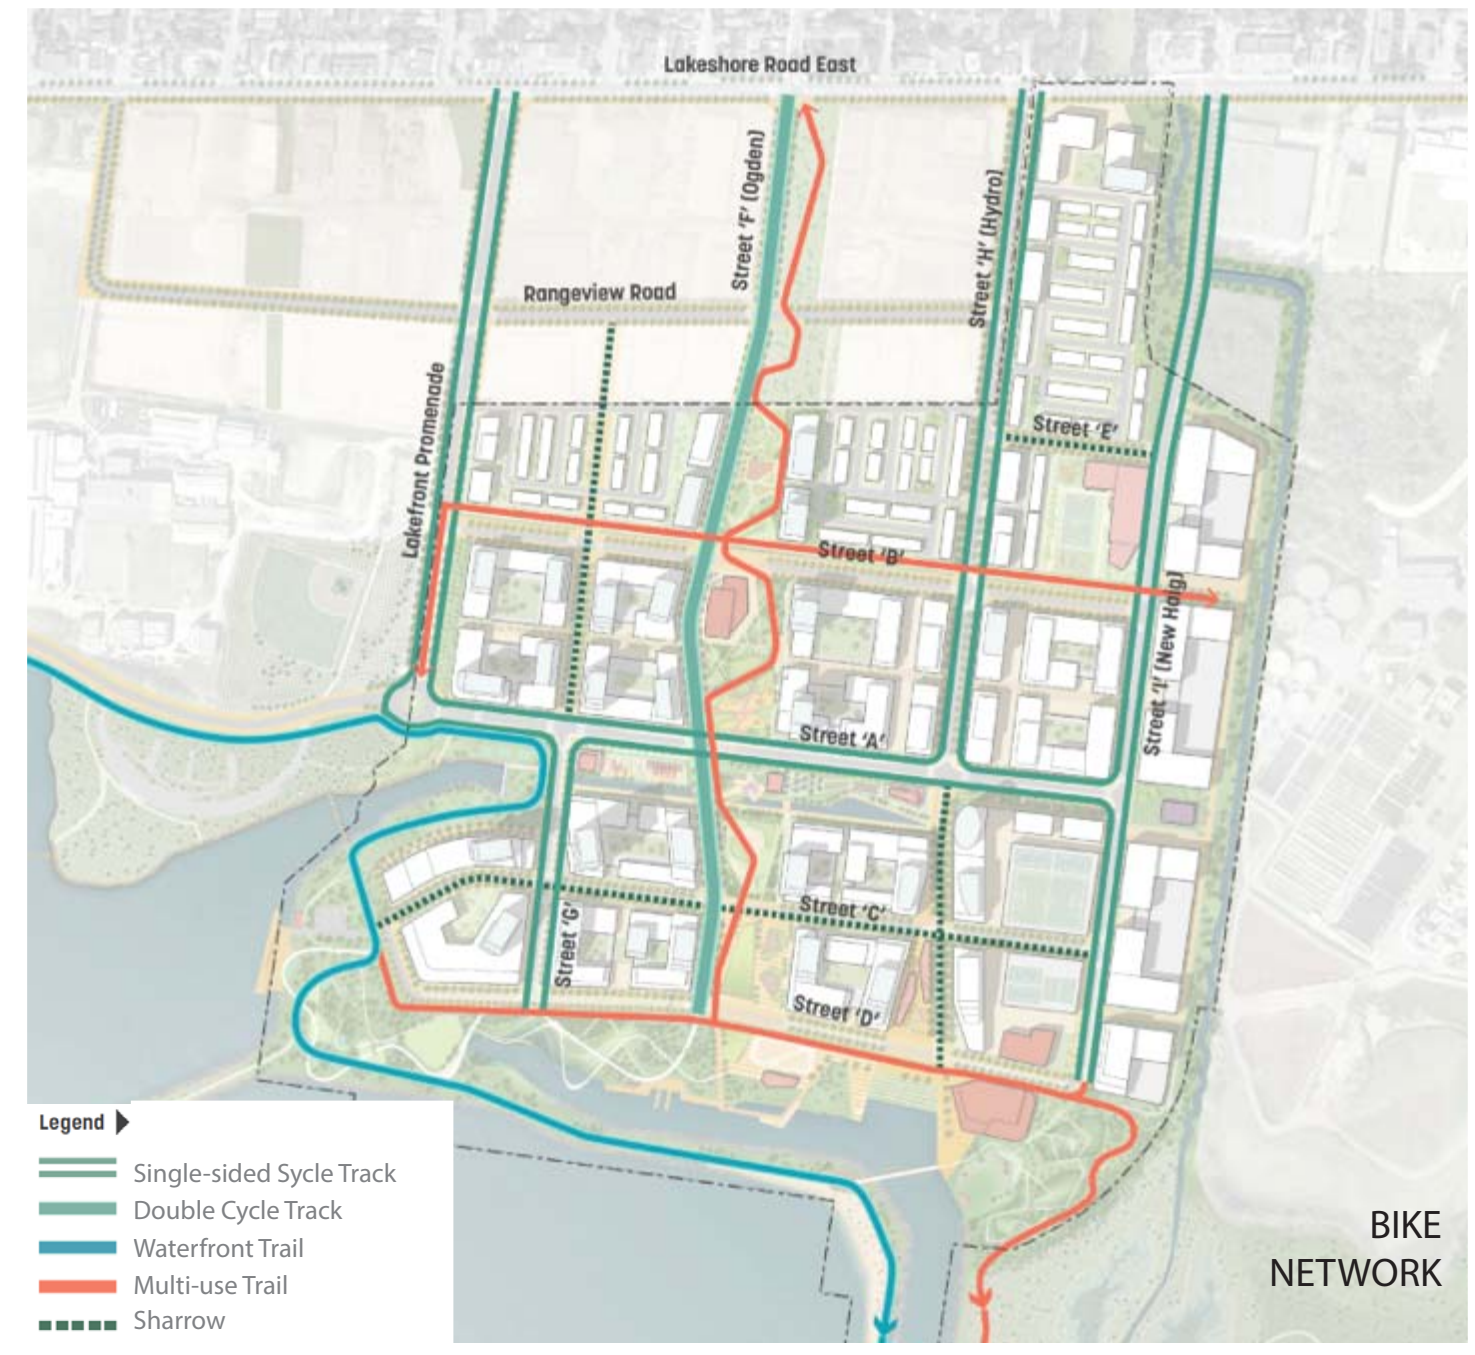 Lakeshore Road East
Street 'F' (Ogden)
Street 'H' (Hydro)
Rangeview Road
Lakefront Promenade
Street 'E'
Street 'B'
Street 'I' (New Haig)
Street 'A'
Street 'C'
Street 'G'
Street 'D'
Legend
Single-sided Sycle Track
Double Cycle Track
Waterfront Trail
Multi-use Trail
Sharrow
BIKE
NETWORK